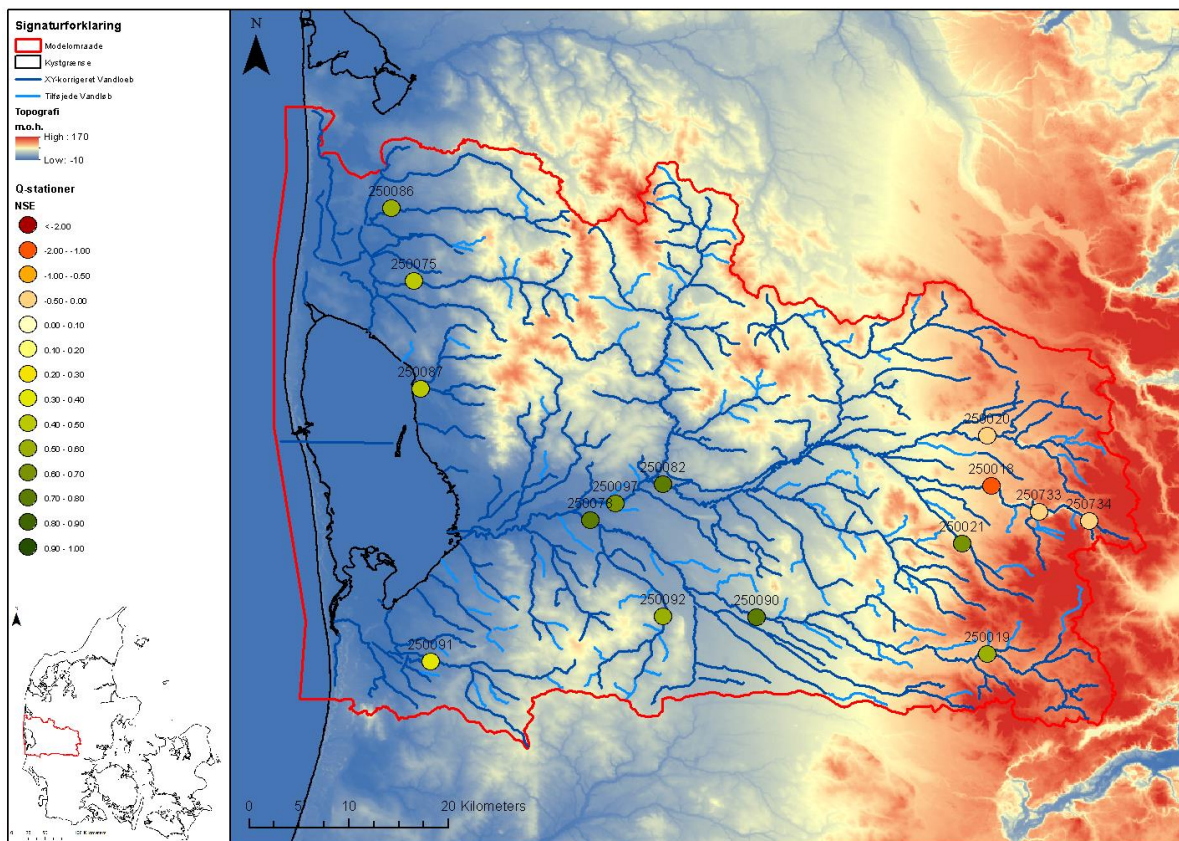 Signaturforklaring
Modelomraade
Kystgrænse
XY-korrigeret Vandloeb
Tilføjede Vandløb
Topografi
m.o.h.
High : 170
Low: -10
Q-stationer
NSE
< -2.00
-2.00 - -1.00
-1.00 - -0.50
-0.50 - 0.00
0.00 - 0.10
0.10 - 0.20
0.20 - 0.30
0.30 - 0.40
0.40 - 0.50
0.50 - 0.60
0.60 - 0.70
0.70 - 0.80
0.80 - 0.90
0.90 - 1.00
N
250086
250075
250087
250020
250082
250018
250097
250733
250078
250734
250021
250092
250090
250019
250091
0 5 10 20 Kilometers